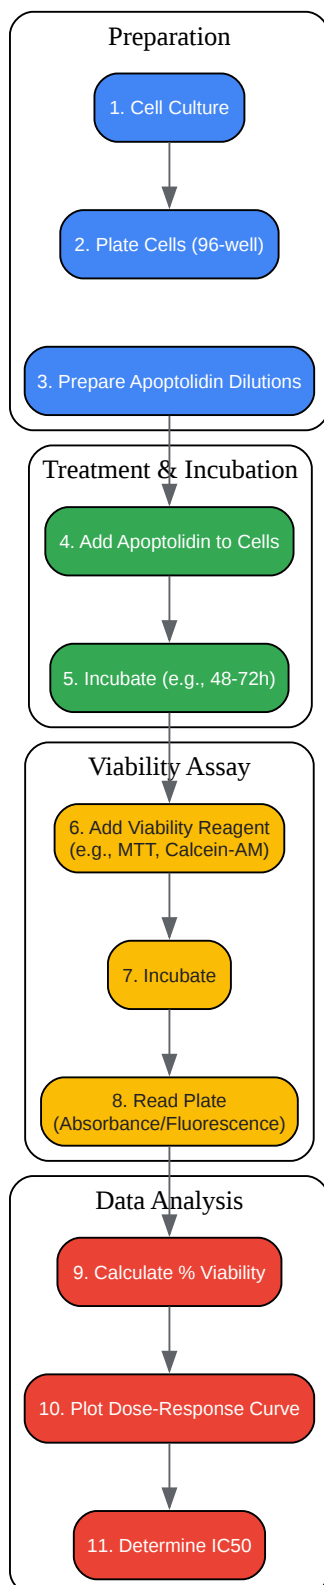 Preparation
1. Cell Culture
2. Plate Cells (96-well)
3. Prepare Apoptolidin Dilutions
Treatment & Incubation
4. Add Apoptolidin to Cells
5. Incubate (e.g., 48-72h)
Viability Assay
6. Add Viability Reagent
(e.g., MTT, Calcein-AM)
7. Incubate
8. Read Plate
(Absorbance/Fluorescence)
Data Analysis
9. Calculate % Viability
10. Plot Dose-Response Curve
11. Determine IC50